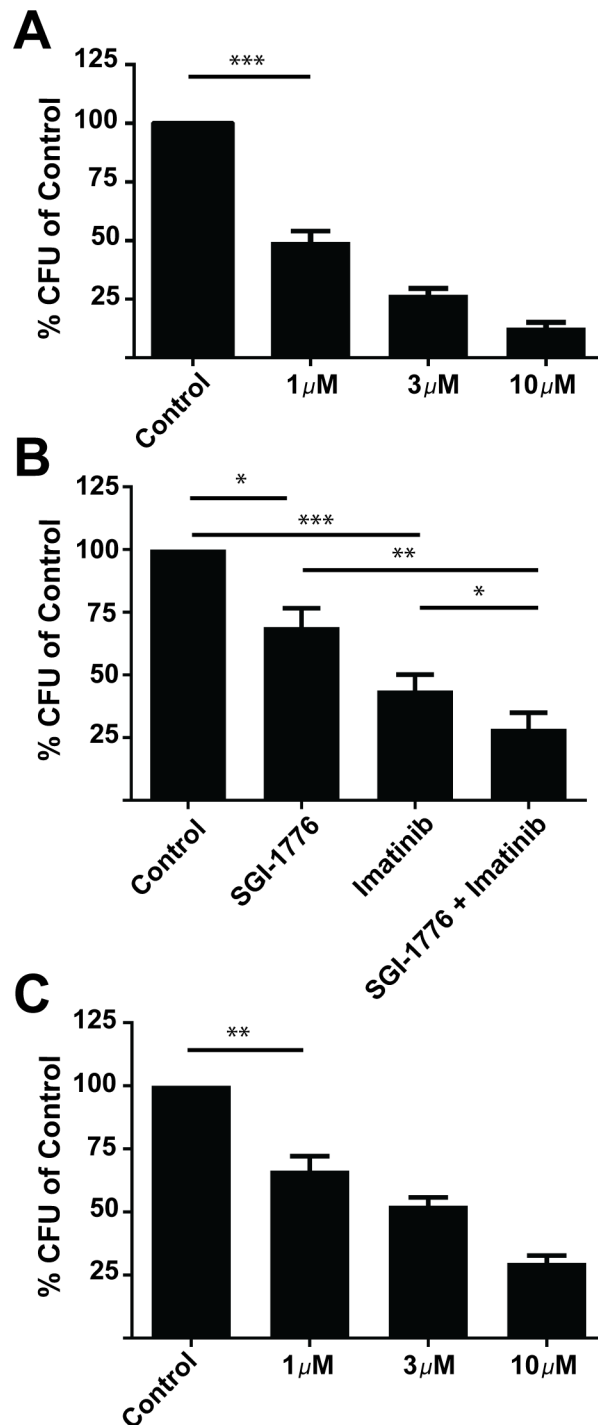 A
% CFU of Control
125
100
75
50
25
***
Control
1µM
3µM
10µM
B
% CFU of Control
125
100
75
50
25
*
***
**
*
Control
SGI-1776
Imatinib
SGI-1776 + Imatinib
C
% CFU of Control
125
100
75
50
25
**
Control
1µM
3µM
10µM